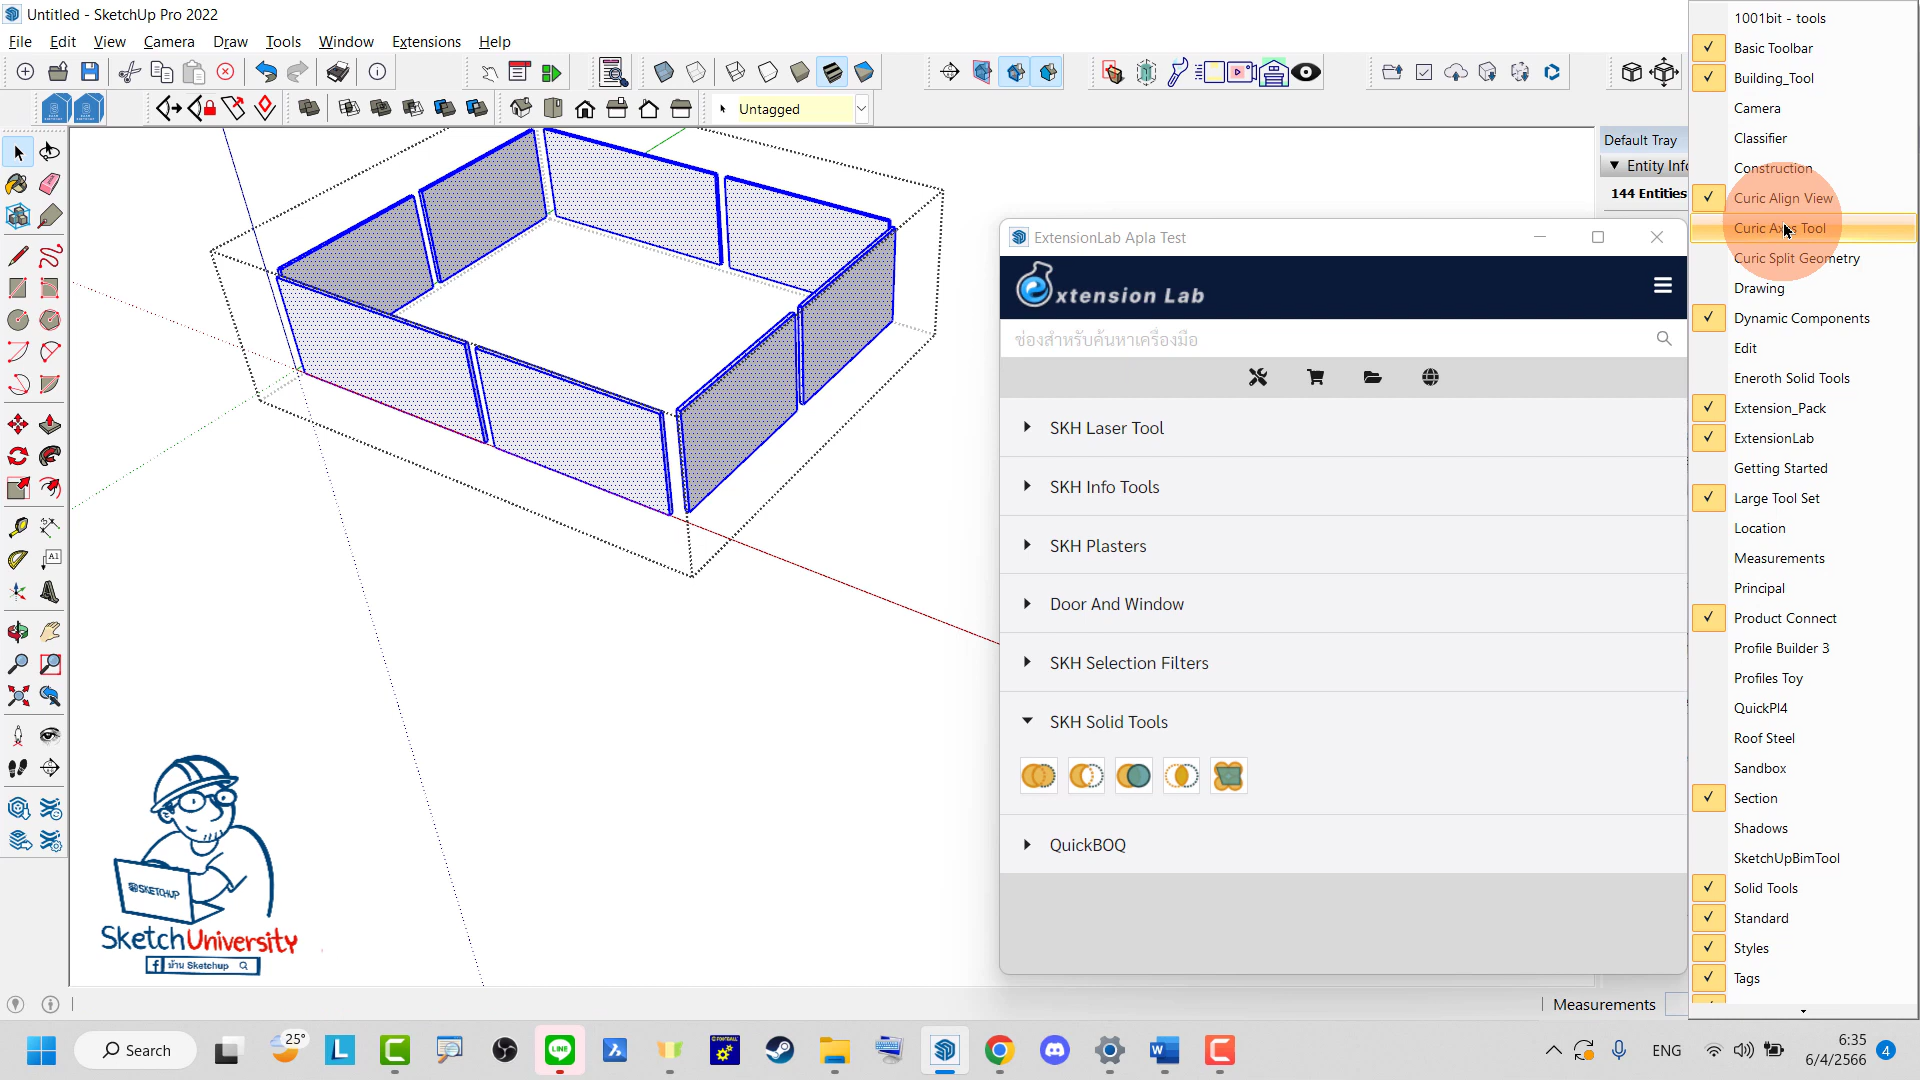 Untitled - SketchUp Pro 2022
File Edit View Camera Draw Tools Window Extensions Help
Untagged
Default Tray
Entity Info
144 Entities
ExtensionLab Apla Test
xtension Lab
ช่องสำหรับค้นหาเครื่องมือ
SKH Laser Tool
SKH Info Tools
SKH Plasters
Door And Window
SKH Selection Filters
SKH Solid Tools
QuickBOQ
1001bit - tools
Basic Toolbar
Building_Tool
Camera
Classifier
Construction
Curic Align View
Curic Axis Tool
Curic Split Geometry
Drawing
Dynamic Components
Edit
Eneroth Solid Tools
Extension_Pack
ExtensionLab
Getting Started
Large Tool Set
Location
Measurements
Principal
Product Connect
Profile Builder 3
Profiles Toy
QuickPl4
Roof Steel
Sandbox
Section
Shadows
SketchUpBimTool
Solid Tools
Standard
Styles
Tags
SKETCHUP
SketchUniversity
บ้าน Sketchup
Measurements
25°
Search
ENG
6:35
6/4/2566
4